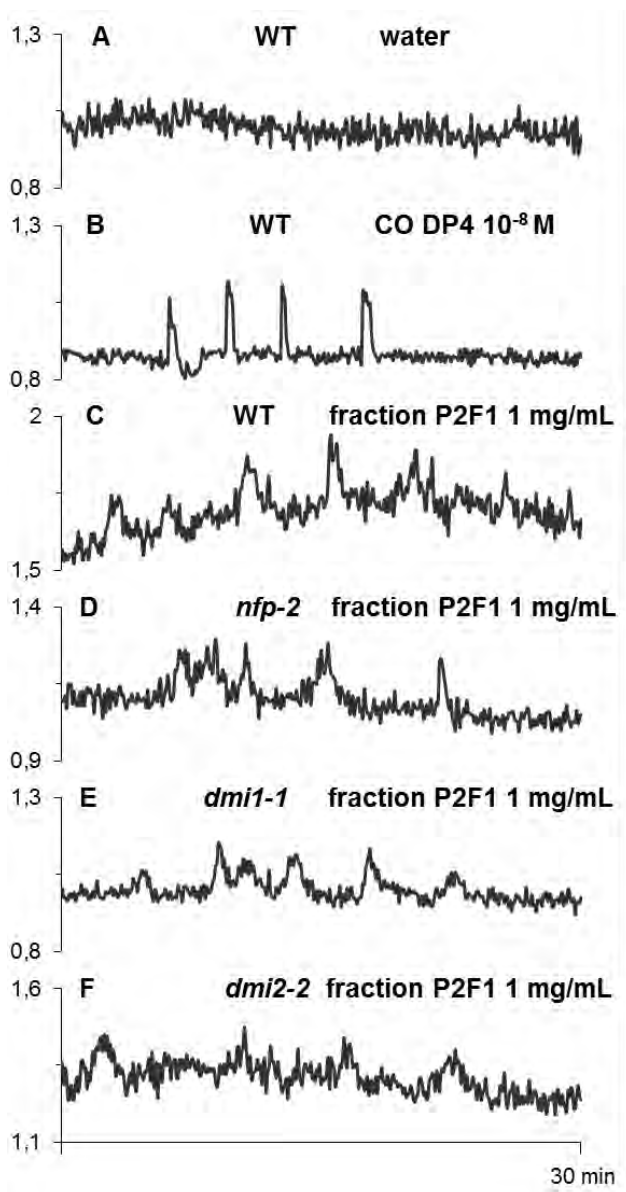 1,3
A WT water
0,8
1,3
B WT CO DP4 10⁻⁸ M
0,8
2
C WT fraction P2F1 1 mg/mL
1,5
1,4
D nfp-2 fraction P2F1 1 mg/mL
0,9
1,3
E dmi1-1 fraction P2F1 1 mg/mL
0,8
1,6
F dmi2-2 fraction P2F1 1 mg/mL
1,1
30 min